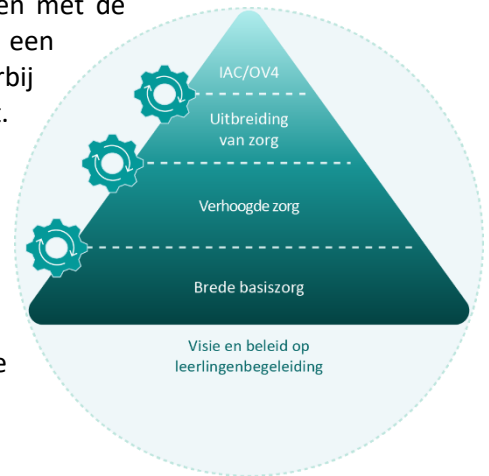 en met de
een
rbij
IAC/OV4
Uitbreiding
van zorg
Verhoogde zorg
Brede basiszorg
Visie en beleid op
leerlingenbegeleiding
e